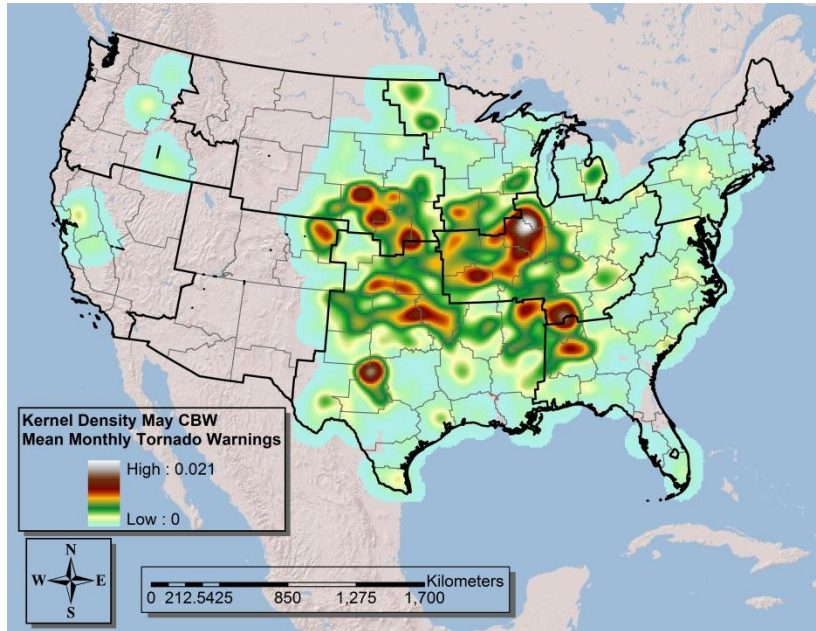 Kernel Density May CBW
Mean Monthly Tornado Warnings
High : 0.021
Low : 0
N
W E
S
Kilometers
0 212.5425 850 1,275 1,700